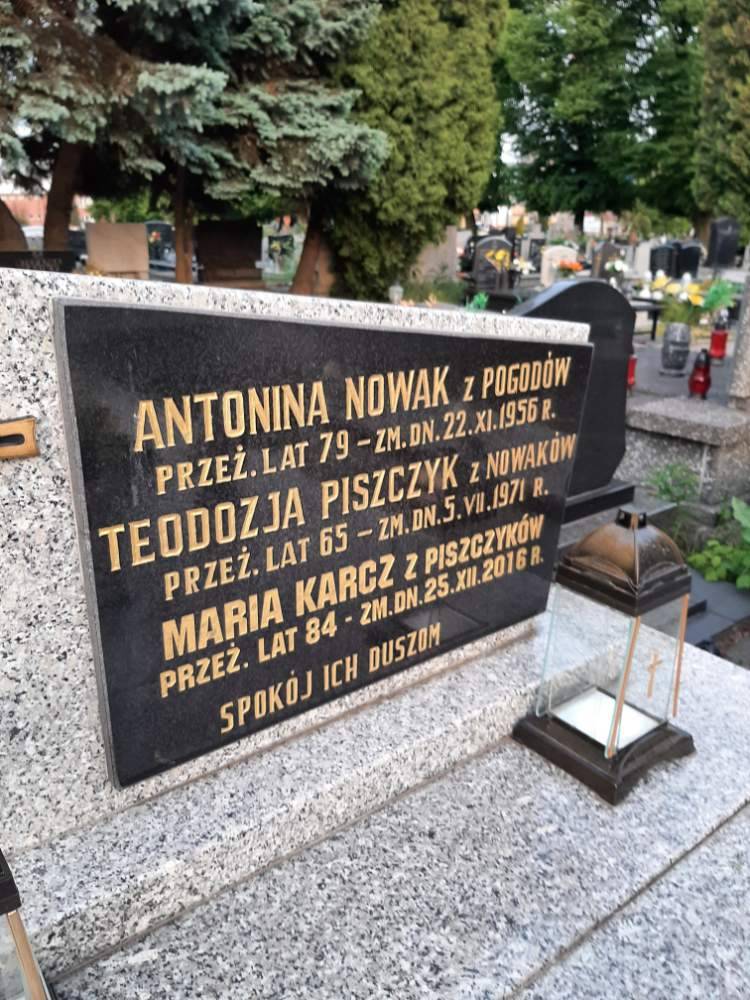 ANTONINA NOWAK z POGODÓW
PRZEŻ. LAT 79 – ZM. DN. 22. XI. 1956 R.
TEODOZJA PISZCZYK z NOWAKÓW
PRZEŻ. LAT 65 – ZM. DN. 5. VII. 1971 R.
MARIA KARCZ Z PISZCZYKÓW
PRZEŻ. LAT 84 - ZM. DN. 25. XII. 2016 R.
SPOKÓJ ICH DUSZOM